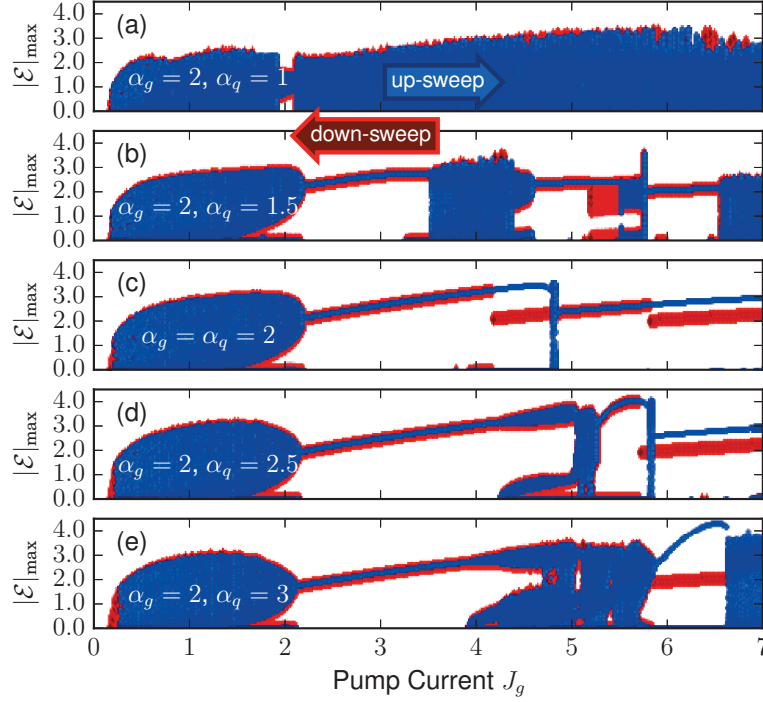 4.0
3.0
2.0
1.0
0.0
|ℰ|max
(a)
αg = 2, αq = 1
up-sweep
down-sweep
4.0
3.0
2.0
1.0
0.0
|ℰ|max
(b)
αg = 2, αq = 1.5
4.0
3.0
2.0
1.0
0.0
|ℰ|max
(c)
αg = αq = 2
4.0
3.0
2.0
1.0
0.0
|ℰ|max
(d)
αg = 2, αq = 2.5
4.0
3.0
2.0
1.0
0.0
|ℰ|max
(e)
αg = 2, αq = 3
0 1 2 3 4 5 6 7
Pump Current Jg